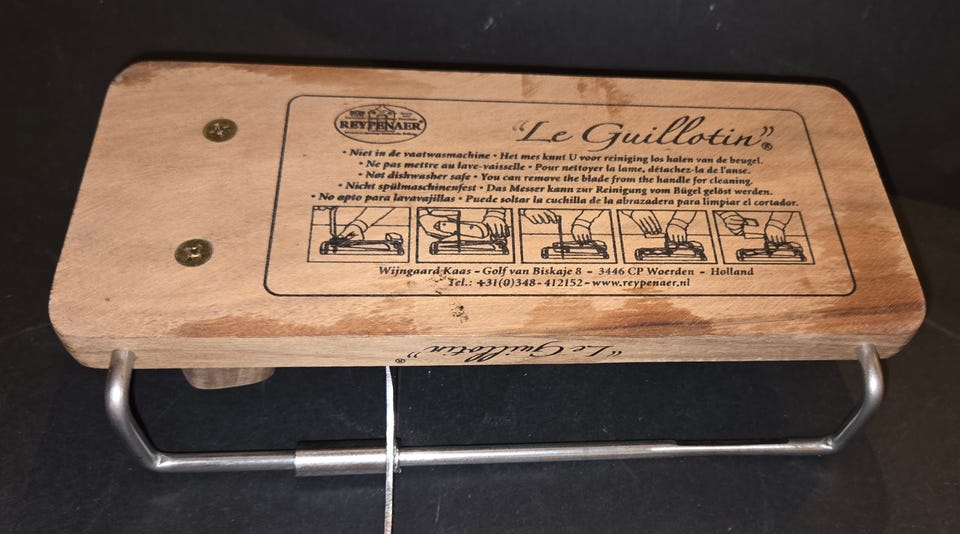 REYPENAER
"Le Guillotin"®
• Niet in de vaatwasmachine • Het mes kunt U voor reiniging los halen van de beugel.
• Ne pas mettre au lave-vaisselle • Pour nettoyer la lame, détachez-la de l'anse.
• Not dishwasher safe • You can remove the blade from the handle for cleaning.
• Nicht spülmaschinenfest • Das Messer kann zur Reinigung vom Bügel gelöst werden.
• No apto para lavavajillas • Puede soltar la cuchilla de la abrazadera para limpiar el cortador.
Wijngaard Kaas - Golf van Biskaje 8 - 3446 CP Woerden - Holland
Tel.: +31(0)348-412152-www.reypenaer.nl
"Le Guillotin"®